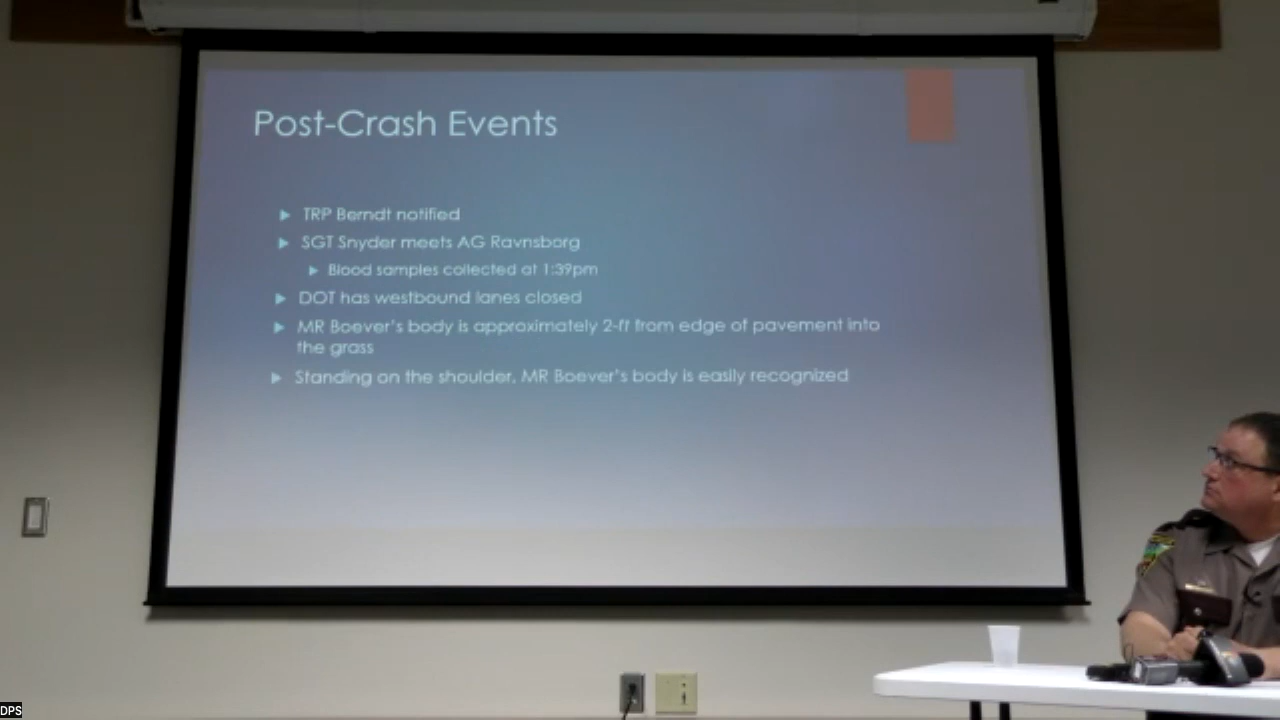 Post-Crash Events
TRP Berndt notified
SGT Snyder meets AG Ravnsborg
Blood samples collected at 1:39pm
DOT has westbound lanes closed
MR Boever's body is approximately 2-ft from edge of pavement into
the grass
Standing on the shoulder, MR Boever's body is easily recognized
DPS